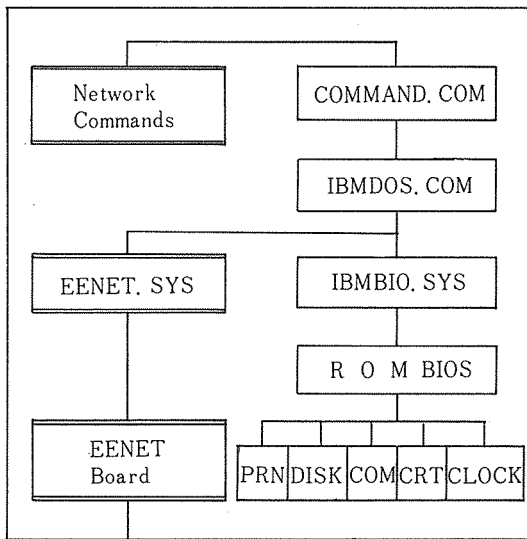 Network
Commands
COMMAND. COM
IBMDOS. COM
EENET. SYS
IBMBIO. SYS
R O M BIOS
EENET
Board
PRN
DISK
COM
CRT
CLOCK